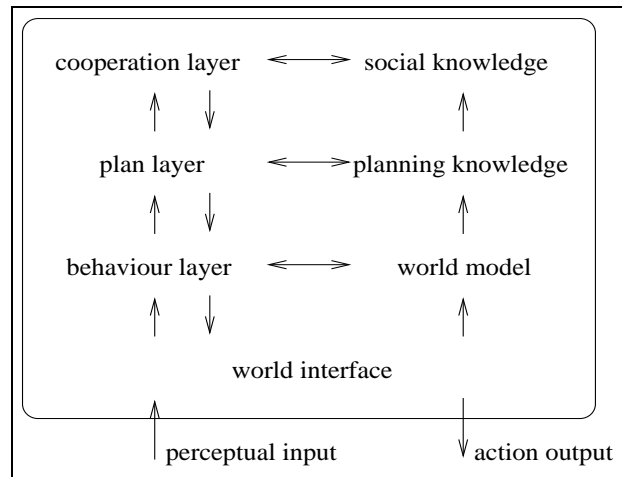 cooperation layer social knowledge
plan layer planning knowledge
behaviour layer world model
world interface
perceptual input action output